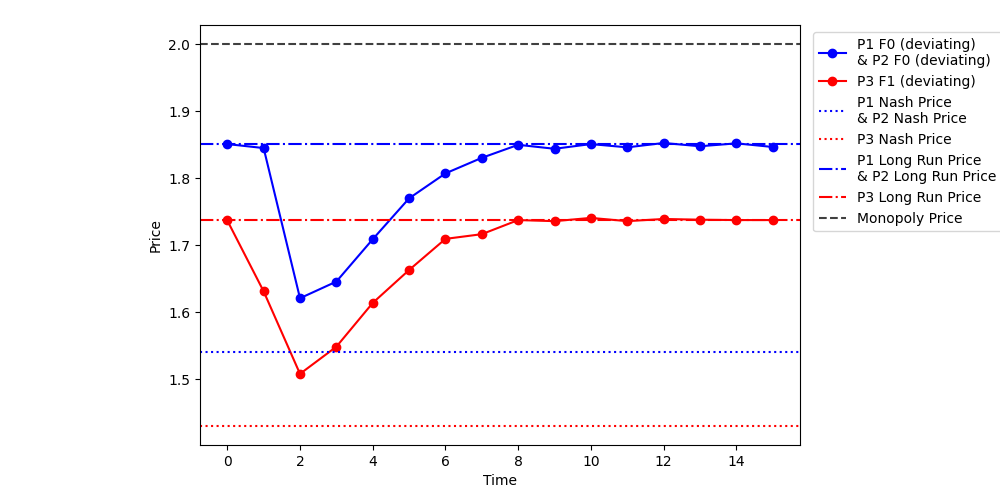 2.0
1.9
1.8
1.7
1.6
1.5
Price
0 2 4 6 8 10 12 14
Time
P1 F0 (deviating)
& P2 F0 (deviating)
P3 F1 (deviating)
P1 Nash Price
& P2 Nash Price
P3 Nash Price
P1 Long Run Price
& P2 Long Run Price
P3 Long Run Price
Monopoly Price